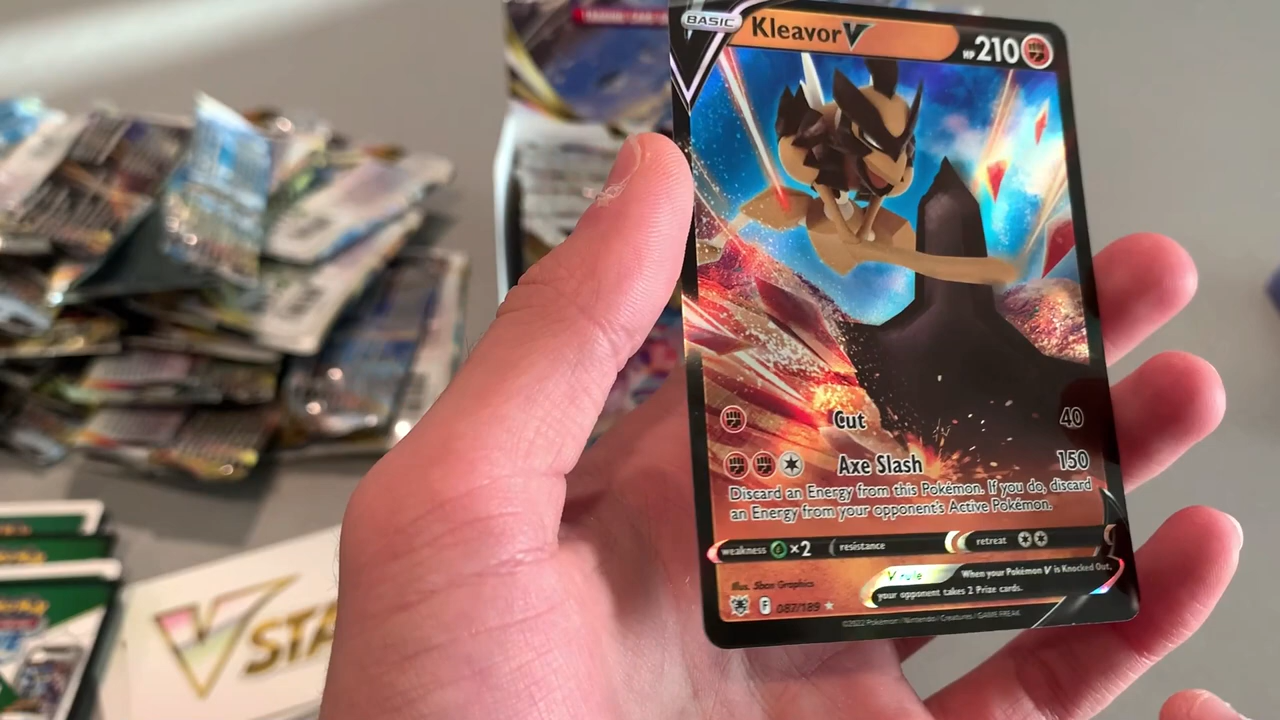 BASIC
Kleavor V
HP 210
Cut 40
Axe Slash 150
Discard an Energy from this Pokémon. If you do, discard
an Energy from your opponent's Active Pokémon.
weakness ×2 resistance retreat
Illus. 5ban Graphics
V rule When your Pokémon V is Knocked Out,
your opponent takes 2 Prize cards.
F 087/189
©2022 Pokémon / Nintendo / Creatures / GAME FREAK
V STA